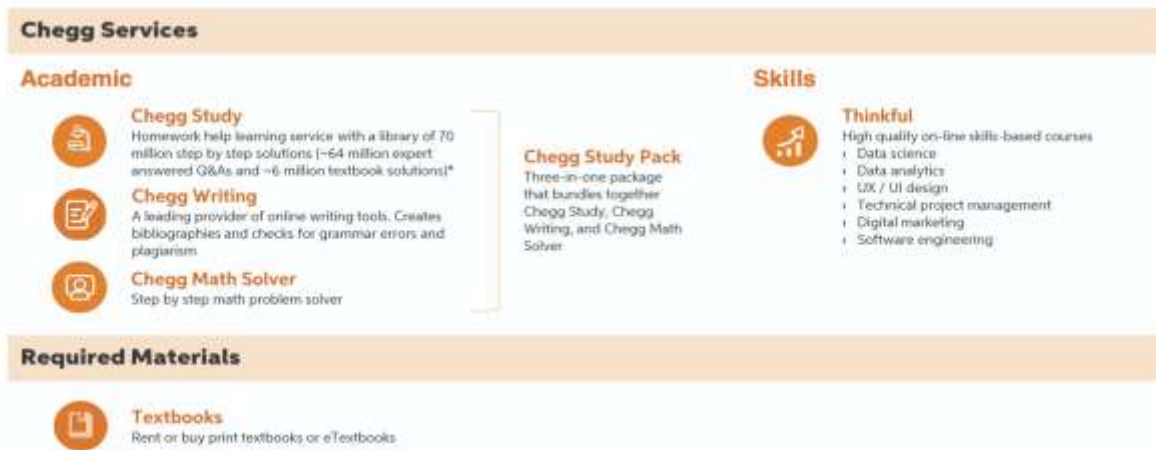 Chegg Services
Academic
Chegg Study
Homework help learning service with a library of 70
million step by step solutions (~64 million expert
answered Q&As and ~6 million textbook solutions)*
Chegg Writing
A leading provider of online writing tools. Creates
bibliographies and checks for grammar errors and
plagiarism
Chegg Math Solver
Step by step math problem solver
Chegg Study Pack
Three-in-one package
that bundles together
Chegg Study, Chegg
Writing, and Chegg Math
Solver
Skills
Thinkful
High quality on-line skills-based courses
› Data science
› Data analytics
› UX / UI design
› Technical project management
› Digital marketing
› Software engineering
Required Materials
Textbooks
Rent or buy print textbooks or eTextbooks